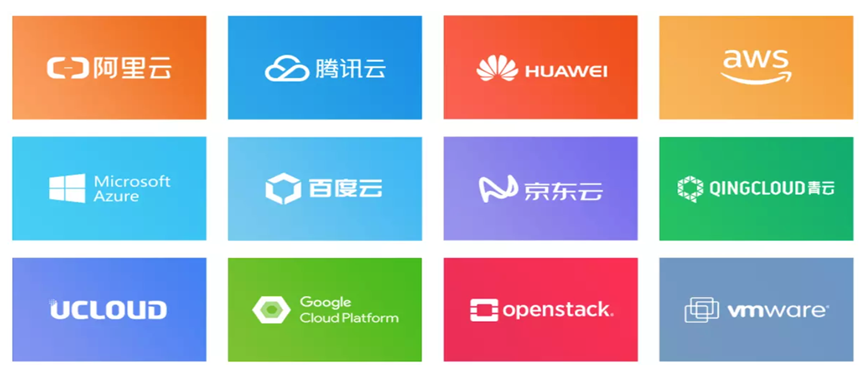 阿里云
腾讯云
HUAWEI
aws
Microsoft
Azure
百度云
京东云
QINGCLOUD青云
UCLOUD
Google
Cloud Platform
openstack.
vmware